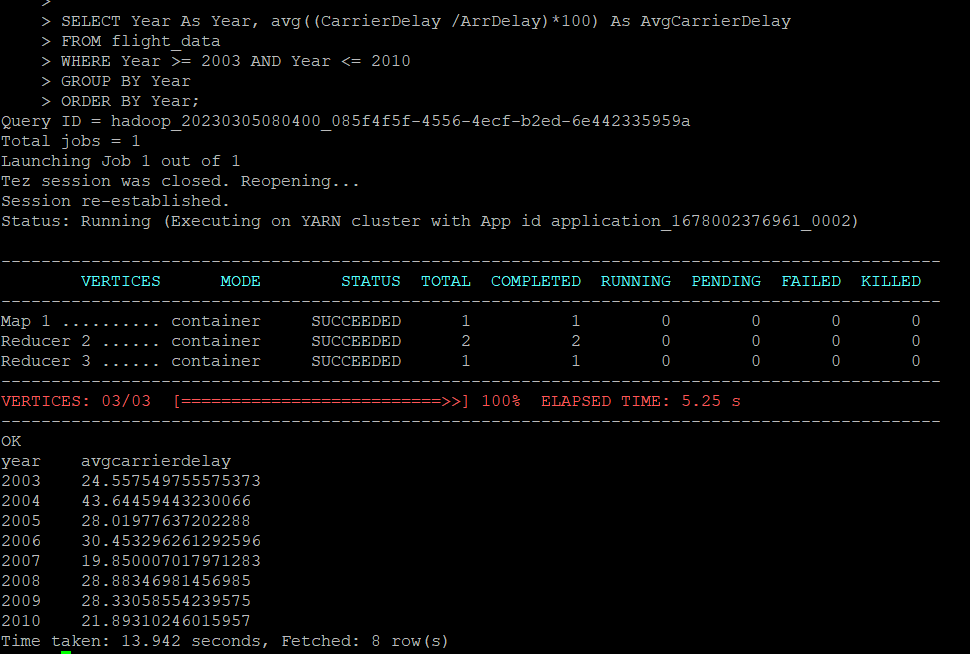 >
> SELECT Year As Year, avg((CarrierDelay /ArrDelay)*100) As AvgCarrierDelay
> FROM flight_data
> WHERE Year >= 2003 AND Year <= 2010
> GROUP BY Year
> ORDER BY Year;
Query ID = hadoop_20230305080400_085f4f5f-4556-4ecf-b2ed-6e442335959a
Total jobs = 1
Launching Job 1 out of 1
Tez session was closed. Reopening...
Session re-established.
Status: Running (Executing on YARN cluster with App id application_1678002376961_0002)
----------------------------------------------------------------------------------------------
        VERTICES      MODE        STATUS  TOTAL  COMPLETED  RUNNING  PENDING  FAILED  KILLED
----------------------------------------------------------------------------------------------
Map 1 .......... container     SUCCEEDED      1          1        0        0       0       0
Reducer 2 ...... container     SUCCEEDED      2          2        0        0       0       0
Reducer 3 ...... container     SUCCEEDED      1          1        0        0       0       0
----------------------------------------------------------------------------------------------
VERTICES: 03/03  [==========================>>] 100%  ELAPSED TIME: 5.25 s
----------------------------------------------------------------------------------------------
OK
year    avgcarrierdelay
2003    24.557549755575373
2004    43.64459443230066
2005    28.01977637202288
2006    30.453296261292596
2007    19.850007017971283
2008    28.88346981456985
2009    28.33058554239575
2010    21.89310246015957
Time taken: 13.942 seconds, Fetched: 8 row(s)